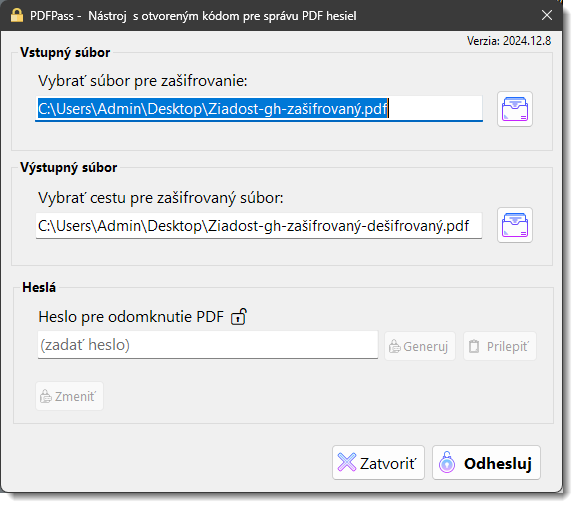 PDFPass - Nástroj s otvoreným kódom pre správu PDF hesiel
Verzia: 2024.12.8
Vstupný súbor
Vybrať súbor pre zašifrovanie:
C:\Users\Admin\Desktop\Ziadost-gh-zašifrovaný.pdf
Výstupný súbor
Vybrať cestu pre zašifrovaný súbor:
C:\Users\Admin\Desktop\Ziadost-gh-zašifrovaný-dešifrovaný.pdf
Heslá
Heslo pre odomknutie PDF
(zadať heslo)
Generuj
Prilepiť
Zmeniť
Zatvoriť
Odhesluj